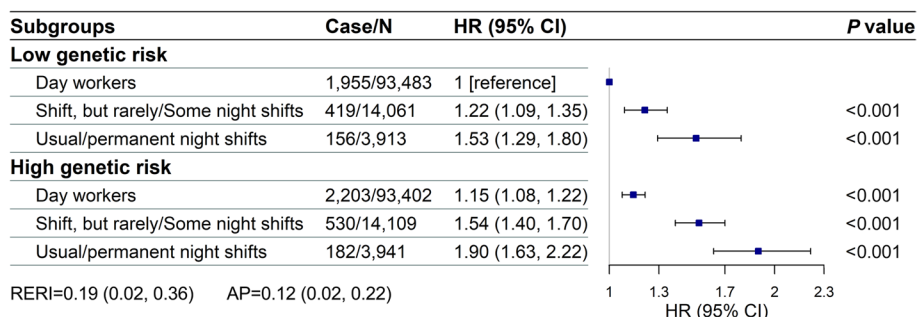 Subgroups Case/N HR (95% CI) P value
Low genetic risk
Day workers 1,955/93,483 1 [reference]
Shift, but rarely/Some night shifts 419/14,061 1.22 (1.09, 1.35) <0.001
Usual/permanent night shifts 156/3,913 1.53 (1.29, 1.80) <0.001
High genetic risk
Day workers 2,203/93,402 1.15 (1.08, 1.22) <0.001
Shift, but rarely/Some night shifts 530/14,109 1.54 (1.40, 1.70) <0.001
Usual/permanent night shifts 182/3,941 1.90 (1.63, 2.22) <0.001
RERI=0.19 (0.02, 0.36) AP=0.12 (0.02, 0.22)
1 1.3 1.7 2 2.3
HR (95% CI)